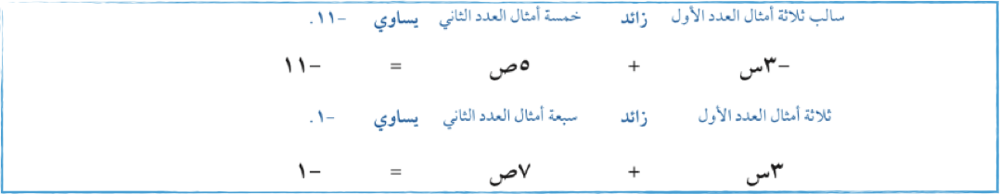 سالب ثلاثة أمثال العدد الأول زائد خمسة أمثال العدد الثاني يساوي -١١.
-٣س + ٥ص = -١١
ثلاثة أمثال العدد الأول زائد سبعة أمثال العدد الثاني يساوي -١.
٣س + ٧ص = -١